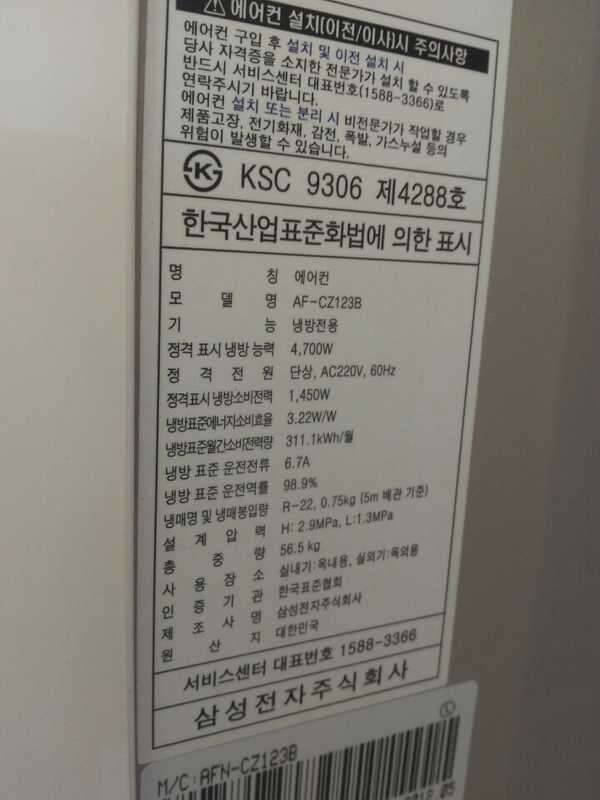 ⚠ 에어컨 설치(이전/이사)시 주의사항
에어컨 구입 후 설치 및 이전 설치 시
당사 자격증을 소지한 전문가가 설치 할 수 있도록
반드시 서비스센터 대표번호(1588-3366)로
연락주시기 바랍니다.
에어컨 설치 또는 분리 시 비전문가가 작업할 경우
제품고장, 전기화재, 감전, 폭발, 가스누설 등의
위험이 발생할 수 있습니다.
KSC 9306 제4288호
한국산업표준화법에 의한 표시
명 칭 에어컨
모 델 명 AF-CZ123B
기 능 냉방전용
정격 표시 냉방 능력 4,700W
정 격 전 원 단상, AC220V, 60Hz
정격표시 냉방소비전력 1,450W
냉방표준에너지소비효율 3.22W/W
냉방표준월간소비전력량 311.1kWh/월
냉방 표준 운전전류 6.7A
냉방 표준 운전역률 98.9%
냉매명 및 냉매봉입량 R-22, 0.75kg (5m 배관 기준)
설 계 압 력 H: 2.9MPa, L:1.3MPa
총 중 량 56.5 kg
사 용 장 소 실내기:옥내용, 실외기:옥외용
인 증 기 관 한국표준협회
제 조 사 명 삼성전자주식회사
원 산 지 대한민국
서비스센터 대표번호 1588-3366
삼성전자주식회사
M/C:AFN-CZ123B